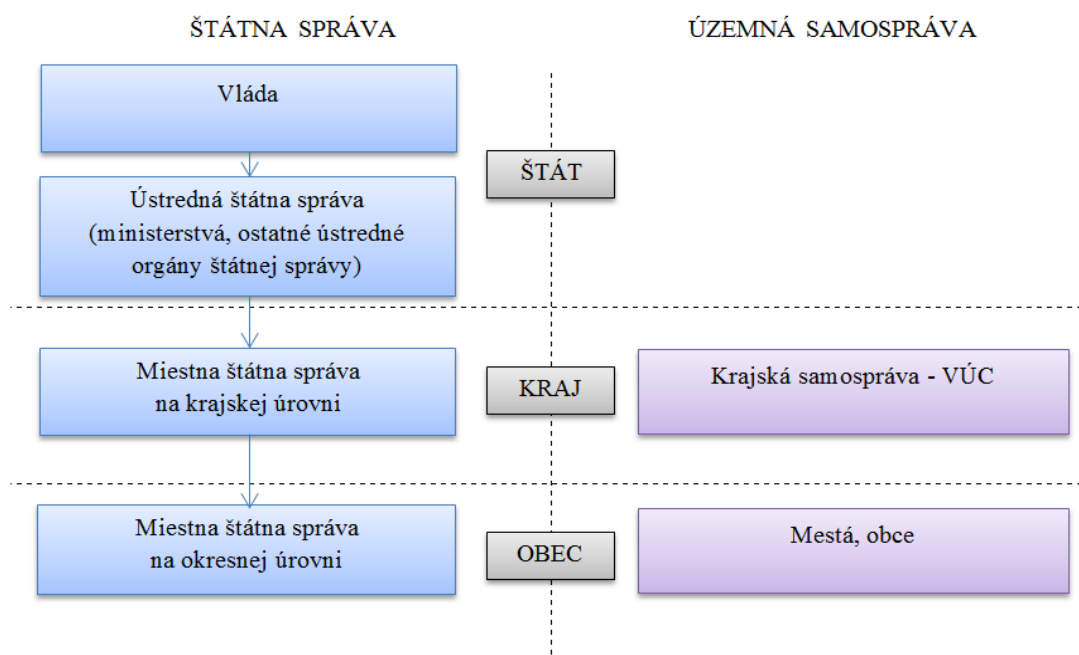 ŠTÁTNA SPRÁVA
ÚZEMNÁ SAMOSPRÁVA
Vláda
ŠTÁT
Ústredná štátna správa
(ministerstvá, ostatné ústredné
orgány štátnej správy)
Miestna štátna správa
na krajskej úrovni
KRAJ
Krajská samospráva - VÚC
Miestna štátna správa
na okresnej úrovni
OBEC
Mestá, obce